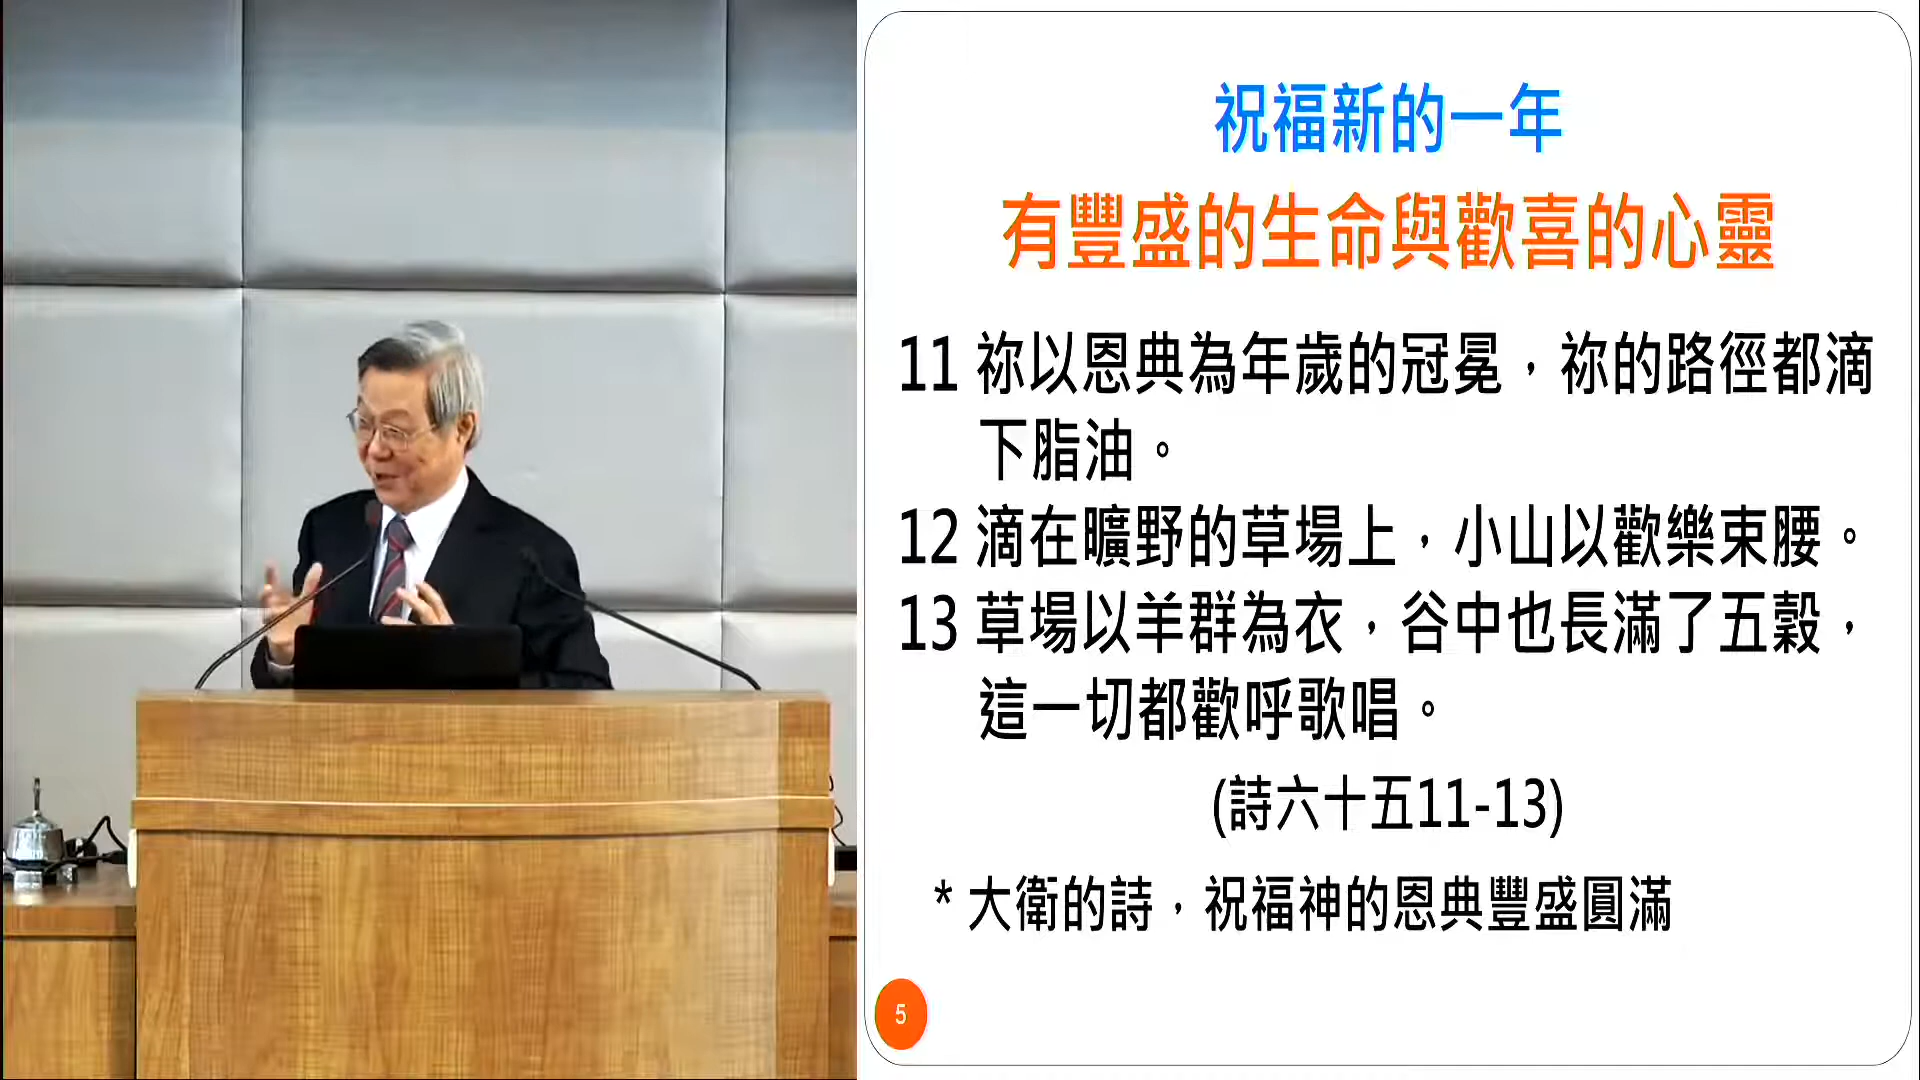 祝福新的一年
有豐盛的生命與歡喜的心靈
11 祢以恩典為年歲的冠冕，祢的路徑都滴
下脂油。
12 滴在曠野的草場上，小山以歡樂束腰。
13 草場以羊群為衣，谷中也長滿了五穀，
這一切都歡呼歌唱。
(詩六十五11-13)
* 大衛的詩，祝福神的恩典豐盛圓滿
5